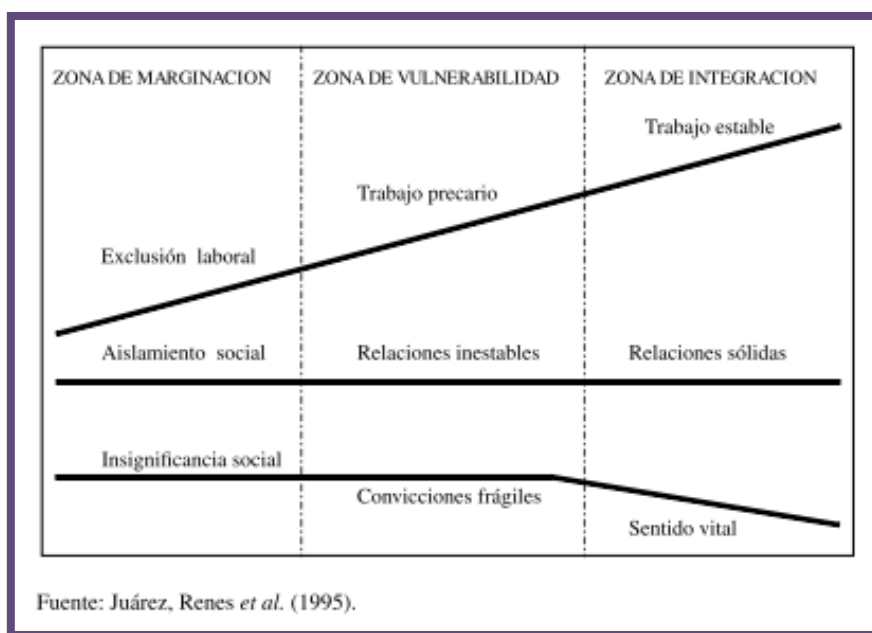 ZONA DE MARGINACION
ZONA DE VULNERABILIDAD
ZONA DE INTEGRACION
Trabajo estable
Trabajo precario
Exclusión laboral
Aislamiento social
Relaciones inestables
Relaciones sólidas
Insignificancia social
Convicciones frágiles
Sentido vital
Fuente: Juárez, Renes et al. (1995).